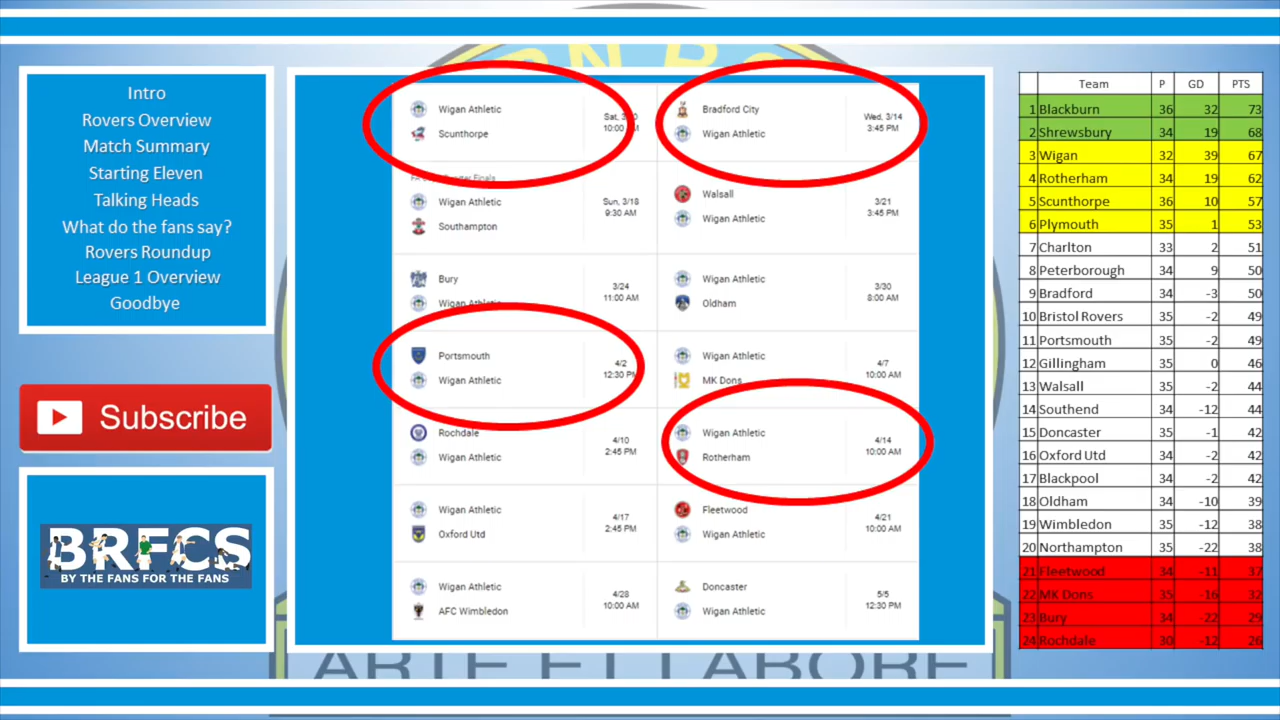 ON RO
Intro
Rovers Overview
Match Summary
Starting Eleven
Talking Heads
What do the fans say?
Rovers Roundup
League 1 Overview
Goodbye
Subscribe
BRFCS
BY THE FANS FOR THE FANS
Wigan Athletic
Scunthorpe
Sat,
10:00 AM
Bradford City
Wigan Athletic
Wed, 3/14
3:45 PM
Wigan Athletic
Southampton
Sun, 3/18
9:30 AM
Walsall
Wigan Athletic
3/21
3:45 PM
Bury
Wigan Athletic
3/24
11:00 AM
Wigan Athletic
Oldham
3/30
8:00 AM
Portsmouth
Wigan Athletic
4/2
12:30 PM
Wigan Athletic
MK Dons
4/7
10:00 AM
Rochdale
Wigan Athletic
4/10
2:45 PM
Wigan Athletic
Rotherham
4/14
10:00 AM
Wigan Athletic
Oxford Utd
4/17
2:45 PM
Fleetwood
Wigan Athletic
4/21
10:00 AM
Wigan Athletic
AFC Wimbledon
4/28
10:00 AM
Doncaster
Wigan Athletic
5/5
12:30 PM
Team P GD PTS
1 Blackburn 36 32 73
2 Shrewsbury 34 19 68
3 Wigan 32 39 67
4 Rotherham 34 19 62
5 Scunthorpe 36 10 57
6 Plymouth 35 1 53
7 Charlton 33 2 51
8 Peterborough 34 9 50
9 Bradford 34 -3 50
10 Bristol Rovers 35 -2 49
11 Portsmouth 35 -2 49
12 Gillingham 35 0 46
13 Walsall 35 -2 44
14 Southend 34 -12 44
15 Doncaster 35 -1 42
16 Oxford Utd 34 -2 42
17 Blackpool 34 -2 42
18 Oldham 34 -10 39
19 Wimbledon 35 -12 38
20 Northampton 35 -22 38
21 Fleetwood 34 -11 37
22 MK Dons 35 -16 32
23 Bury 34 -22 29
24 Rochdale 30 -12 26
ARTE ET LABORE